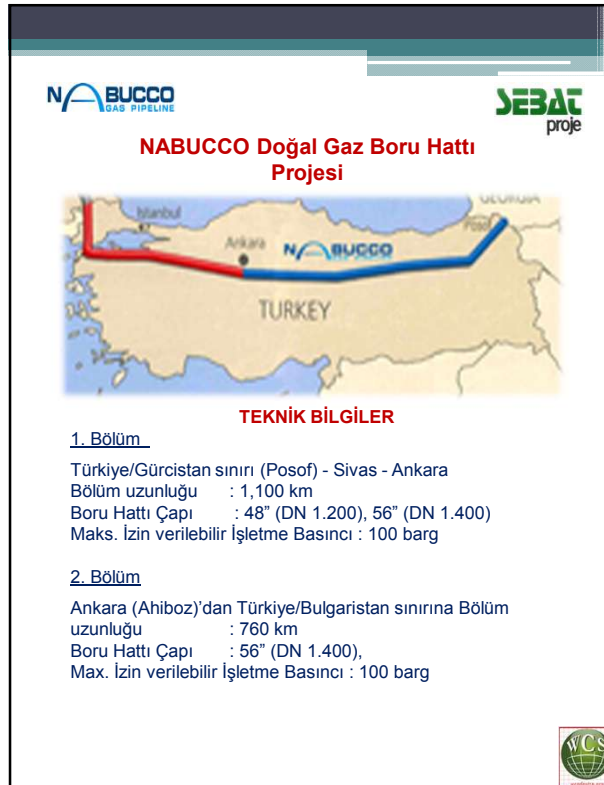 NABUCCO
GAS PIPELINE
SEBAT
proje
NABUCCO Doğal Gaz Boru Hattı
Projesi
GEORGIA
Istanbul
Posof
Ankara
NABUCCO
TURKEY
TEKNİK BİLGİLER
1. Bölüm
Türkiye/Gürcistan sınırı (Posof) - Sivas - Ankara
Bölüm uzunluğu : 1,100 km
Boru Hattı Çapı : 48” (DN 1.200), 56” (DN 1.400)
Maks. İzin verilebilir İşletme Basıncı : 100 barg
2. Bölüm
Ankara (Ahiboz)’dan Türkiye/Bulgaristan sınırına Bölüm
uzunluğu : 760 km
Boru Hattı Çapı : 56” (DN 1.400),
Max. İzin verilebilir İşletme Basıncı : 100 barg
WCS